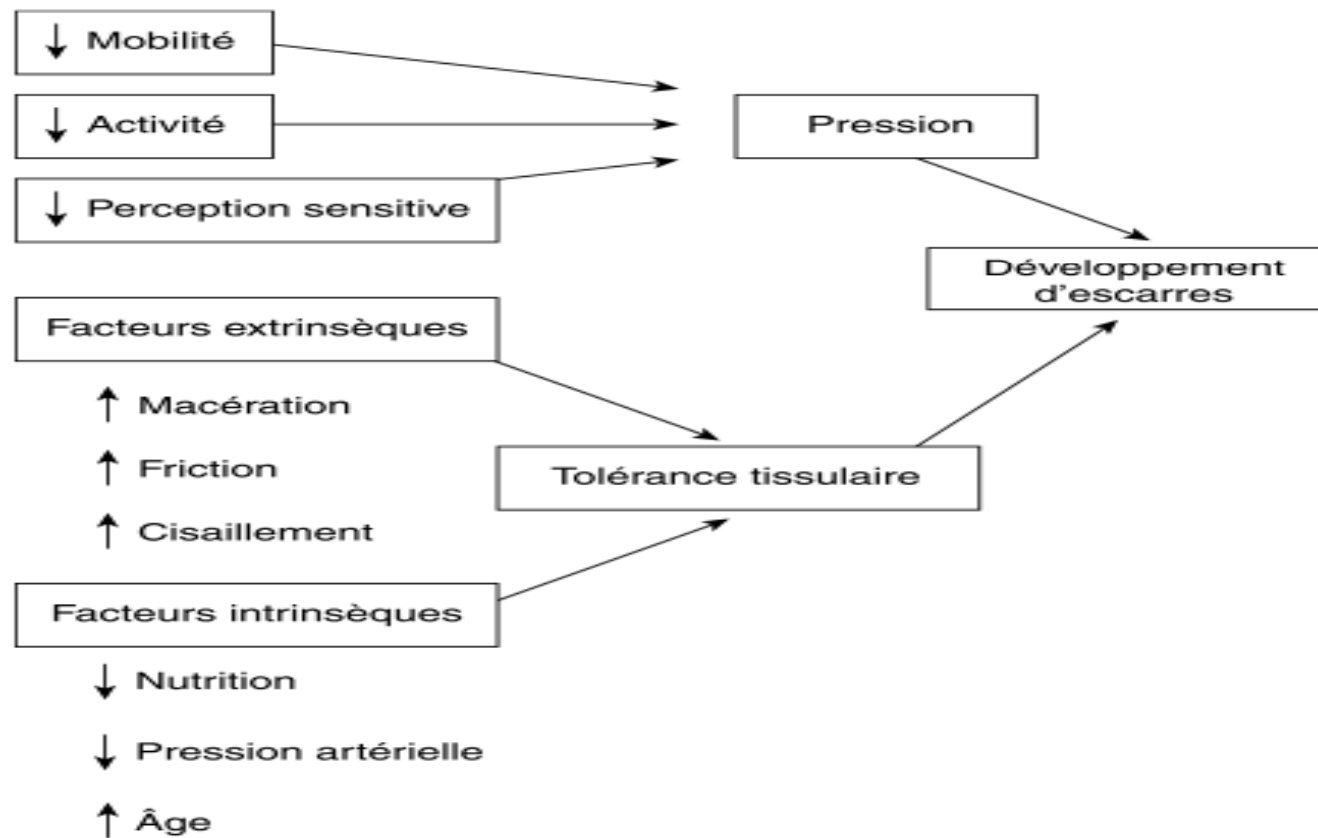 ↓ Mobilité
↓ Activité
Pression
↓ Perception sensitive
Développement
d'escarres
Facteurs extrinsèques
↑ Macération
↑ Friction
↑ Cisaillement
Tolérance tissulaire
Facteurs intrinsèques
↓ Nutrition
↓ Pression artérielle
↑ Âge